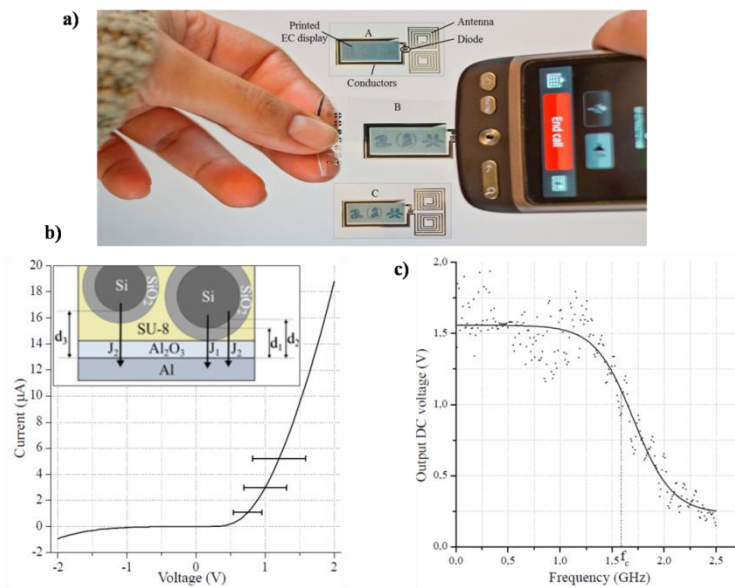 a)
Printed
EC display
A
Antenna
Diode
Conductors
B
C
End call
b)
Current (μA)
20
18
16
14
12
10
8
6
4
2
0
-2
-2
-1
0
1
2
Voltage (V)
Si
SiO₂
Si
SiO₂
SU-8
d₃
J₂
Al₂O₃
J₁
J₂
d₁
d₂
Al
c)
Output DC voltage (V)
2,0
1,5
1,0
0,5
0,0
0,0
0,5
1,0
1,5
f꜀
2,0
2,5
Frequency (GHz)